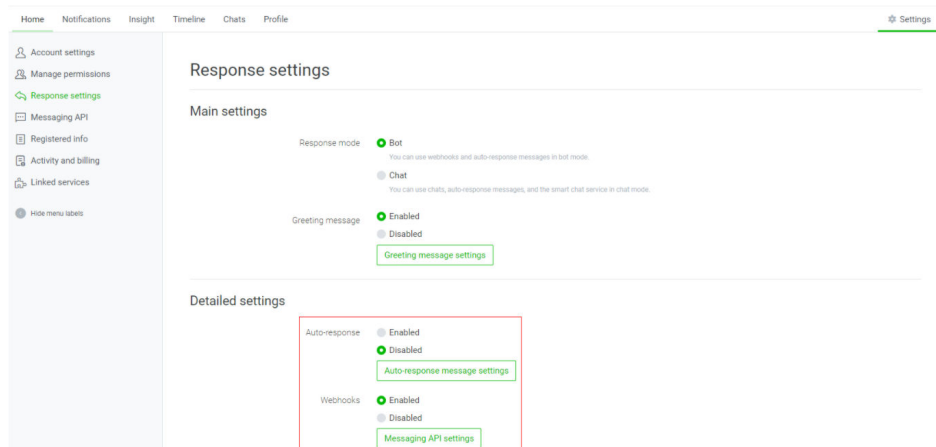 Home Notifications Insight Timeline Chats Profile Settings
Account settings
Manage permissions
Response settings
Messaging API
Registered info
Activity and billing
Linked services
Hide menu labels
Response settings
Main settings
Response mode Bot
You can use webhooks and auto-response messages in bot mode.
Chat
You can use chats, auto-response messages, and the smart chat service in chat mode.
Greeting message Enabled
Disabled
Greeting message settings
Detailed settings
Auto-response Enabled
Disabled
Auto-response message settings
Webhooks Enabled
Disabled
Messaging API settings